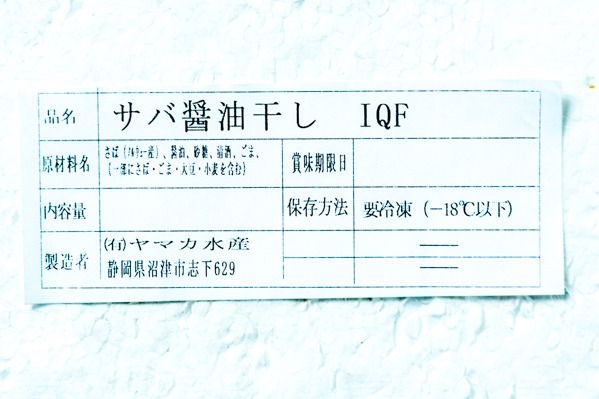 品名 サバ醤油干し IQF
原材料名 さば（ノルウェー産）、醤油、砂糖、清酒、ごま、
（一部にさば・ごま・大豆・小麦を含む）
賞味期限日
内容量
保存方法 要冷凍（－18℃以下）
製造者 (有)ヤマカ水産
静岡県沼津市志下629